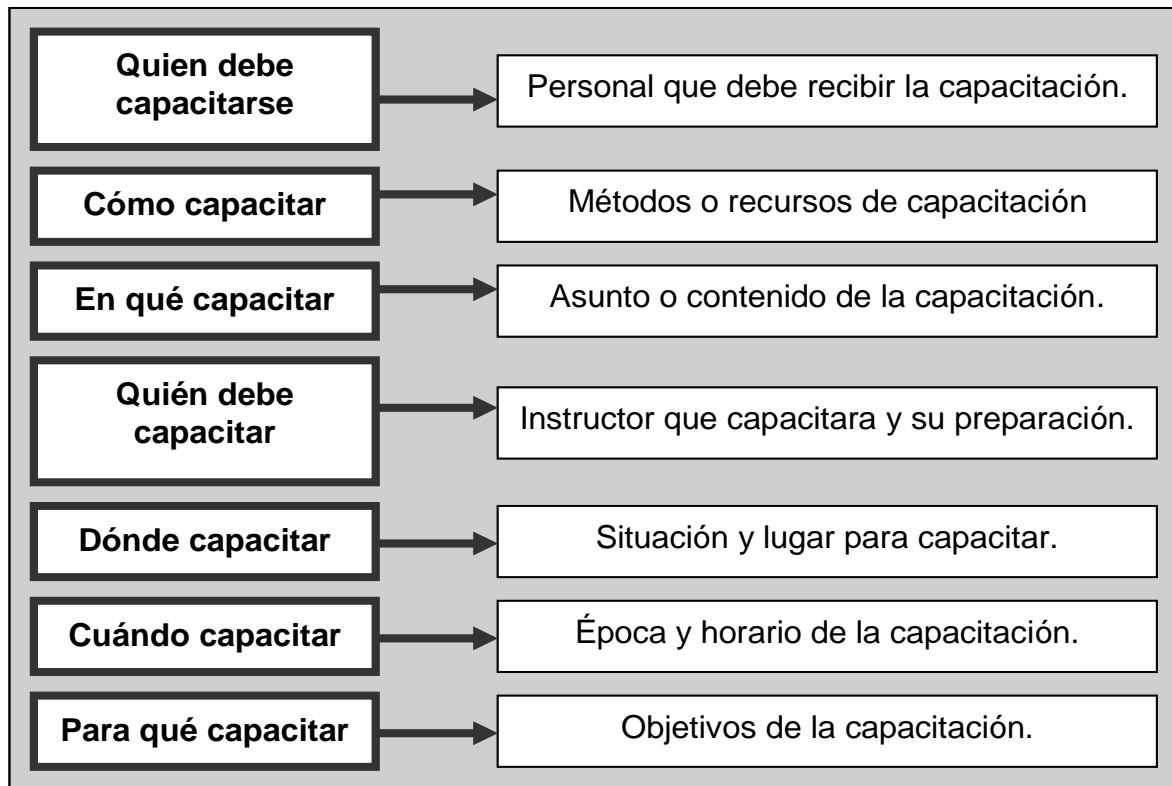 Quien debe
capacitarse
Personal que debe recibir la capacitación.
Cómo capacitar
Métodos o recursos de capacitación
En qué capacitar
Asunto o contenido de la capacitación.
Quién debe
capacitar
Instructor que capacitara y su preparación.
Dónde capacitar
Situación y lugar para capacitar.
Cuándo capacitar
Época y horario de la capacitación.
Para qué capacitar
Objetivos de la capacitación.